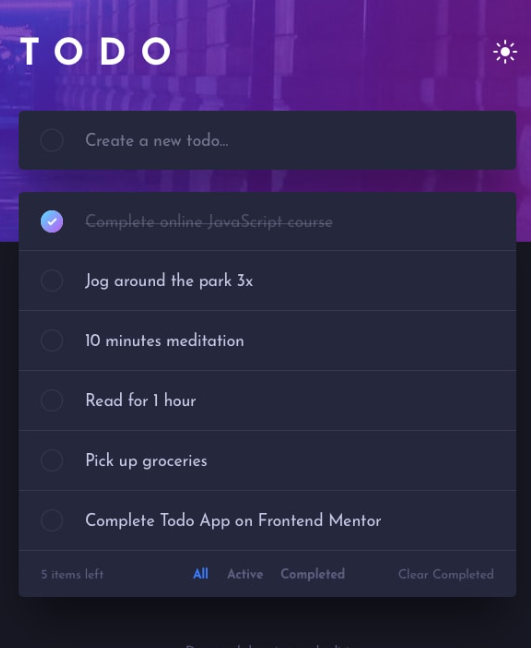 TODO
Create a new todo...
Complete online JavaScript course
Jog around the park 3x
10 minutes meditation
Read for 1 hour
Pick up groceries
Complete Todo App on Frontend Mentor
5 items left All Active Completed Clear Completed